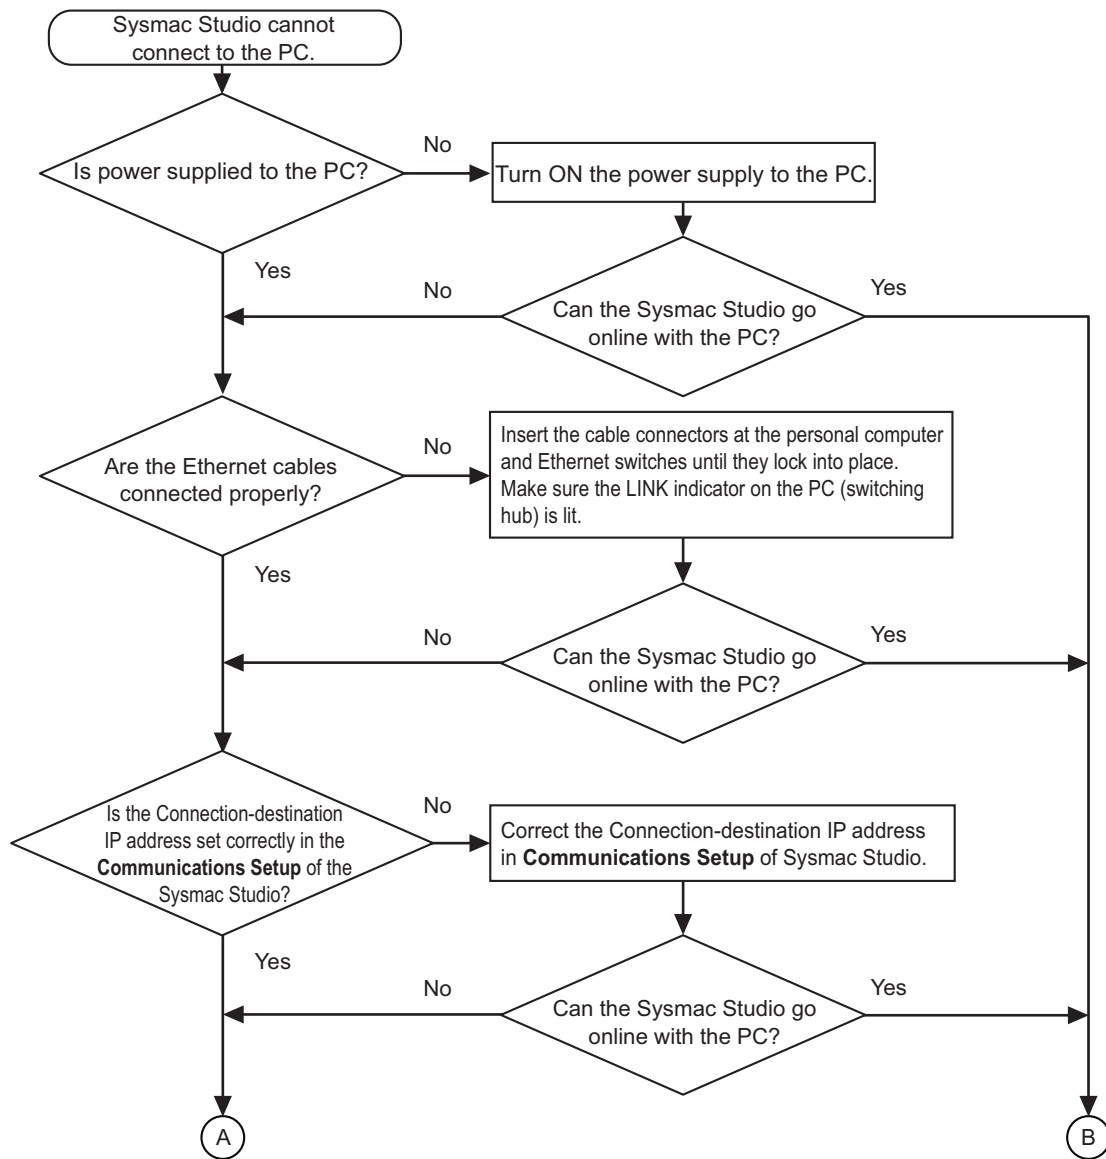 Sysmac Studio cannot
connect to the PC.
Is power supplied to the PC?
No
Turn ON the power supply to the PC.
Yes
No
Can the Sysmac Studio go
online with the PC?
Yes
Are the Ethernet cables
connected properly?
No
Insert the cable connectors at the personal computer
and Ethernet switches until they lock into place.
Make sure the LINK indicator on the PC (switching
hub) is lit.
Yes
No
Can the Sysmac Studio go
online with the PC?
Yes
Is the Connection-destination
IP address set correctly in the
Communications Setup of the
Sysmac Studio?
No
Correct the Connection-destination IP address
in Communications Setup of Sysmac Studio.
Yes
No
Can the Sysmac Studio go
online with the PC?
Yes
A
B